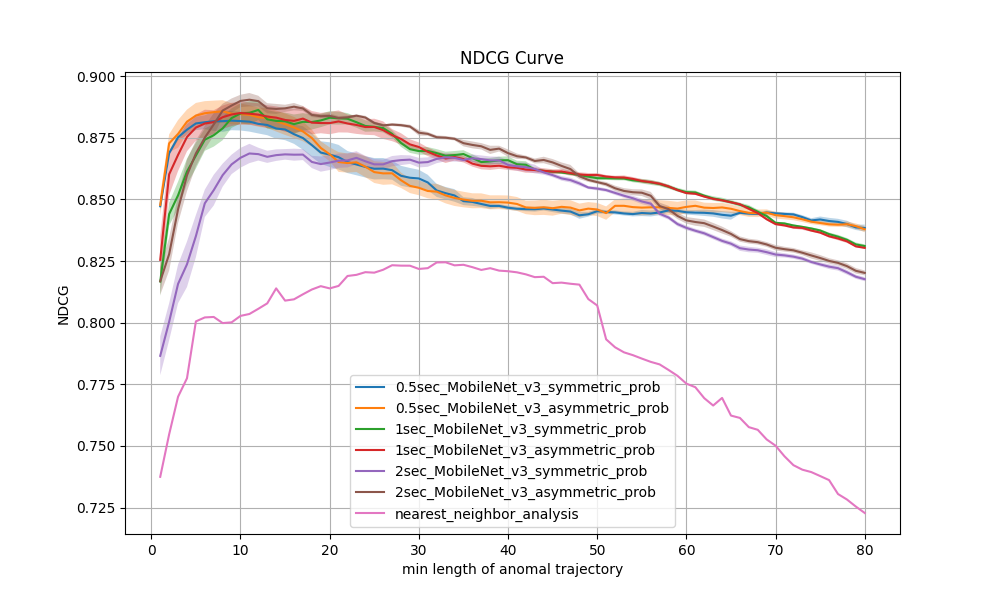 NDCG Curve
NDCG
0.900
0.875
0.850
0.825
0.800
0.775
0.750
0.725
0.5sec_MobileNet_v3_symmetric_prob
0.5sec_MobileNet_v3_asymmetric_prob
1sec_MobileNet_v3_symmetric_prob
1sec_MobileNet_v3_asymmetric_prob
2sec_MobileNet_v3_symmetric_prob
2sec_MobileNet_v3_asymmetric_prob
nearest_neighbor_analysis
0 10 20 30 40 50 60 70 80
min length of anomal trajectory